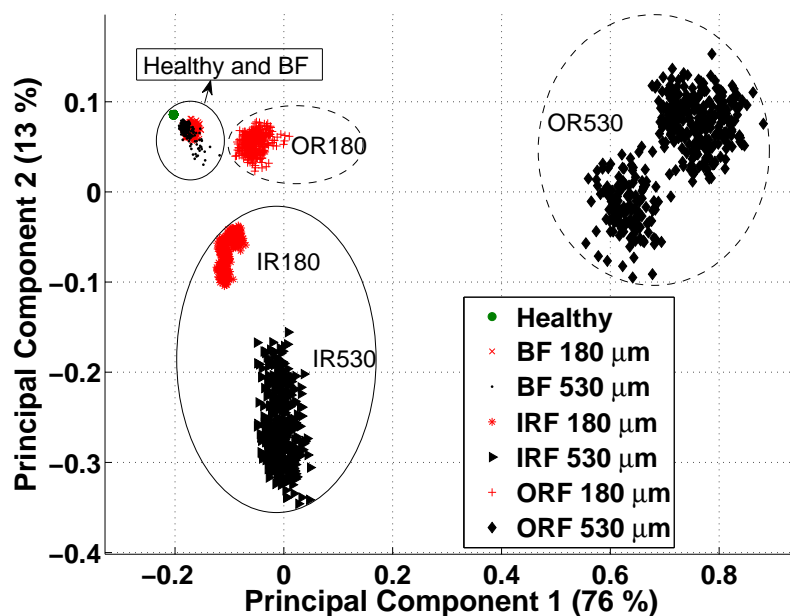 Healthy and BF
OR180
OR530
IR180
IR530
Healthy
BF 180 μm
BF 530 μm
IRF 180 μm
IRF 530 μm
ORF 180 μm
ORF 530 μm
0.1
0
−0.1
−0.2
−0.3
−0.4
Principal Component 2 (13 %)
−0.2
0
0.2
0.4
0.6
0.8
Principal Component 1 (76 %)